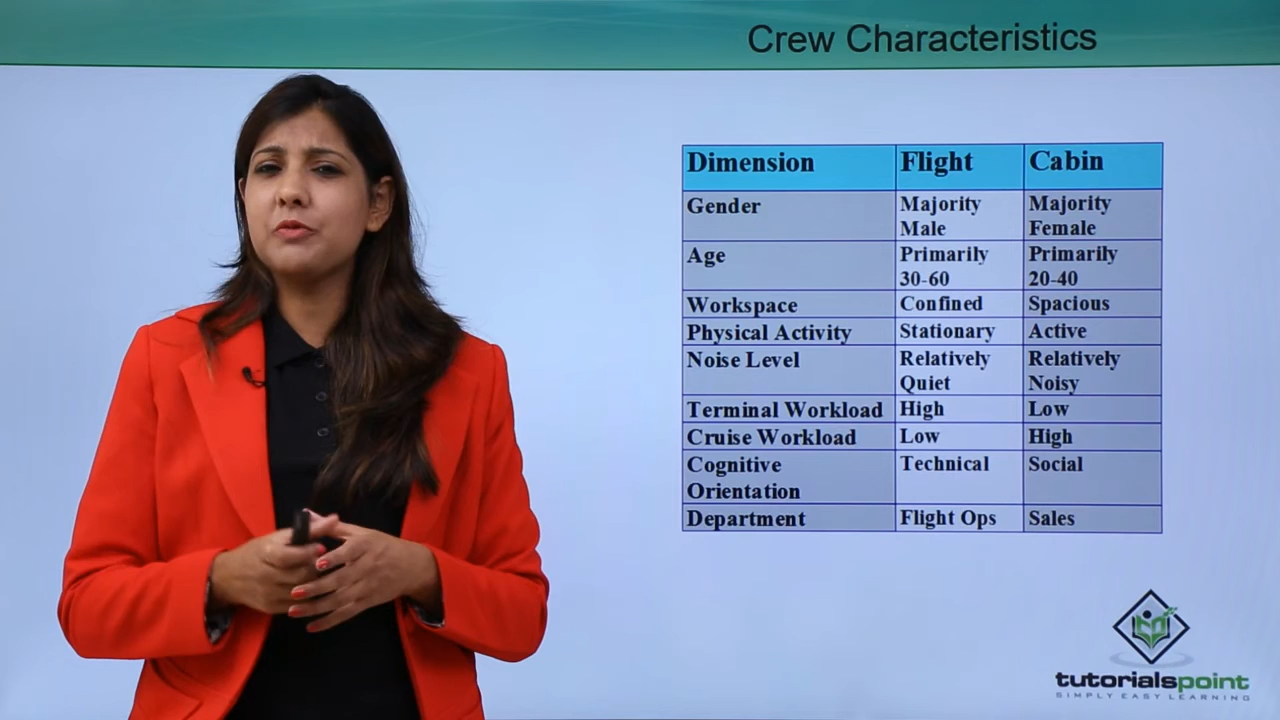 Crew Characteristics
Dimension Flight Cabin
Gender Majority Male Majority Female
Age Primarily 30-60 Primarily 20-40
Workspace Confined Spacious
Physical Activity Stationary Active
Noise Level Relatively Quiet Relatively Noisy
Terminal Workload High Low
Cruise Workload Low High
Cognitive Orientation Technical Social
Department Flight Ops Sales
tutorialspoint
SIMPLY EASY LEARNING